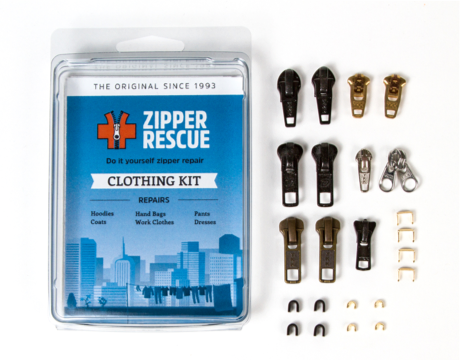 THE ORIGINAL SINCE 1993
ZIPPER
RESCUE
Do it yourself zipper repair
CLOTHING KIT
REPAIRS
Hoodies Hand Bags Pants
Coats Work Clothes Dresses